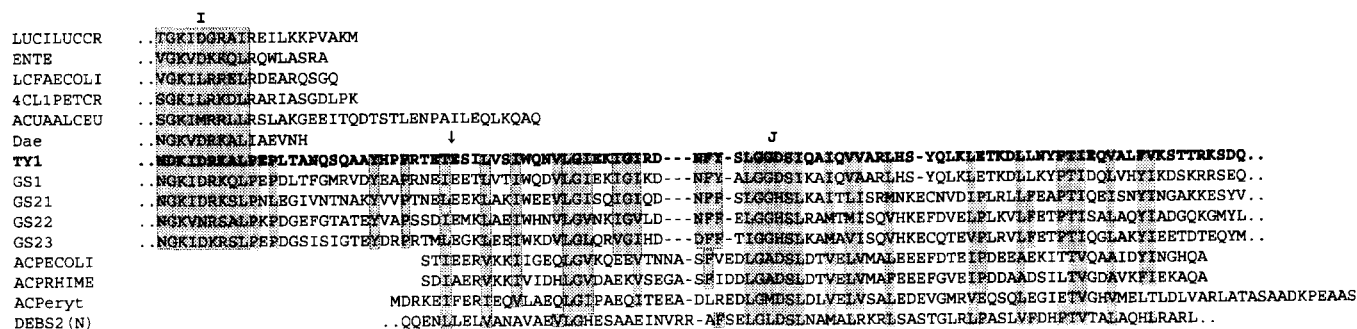 I
LUCILUCCR ..TGKIDGRAIREILKKPVAKM
ENTE ..VGKVDKKQLRQWLASRA
LCFAECOLI ..VGKILRRELRDEARQSGQ
4CL1PETCR ..SGKILRKDLRARIASGDLPK
ACUAALCEU ..SGKIMRRLLRSLAKGEEITQDTSTLENPAILEQLKQAQ
Dae ..NGKVDRKALIAEVNH ↓ J
TY1 ..NDKIDRKALPEPLTANQSQAAYHPPRTETESILVSIWQNVLGIEKIGIRD---NFY-SLGGDSIQAIQVVARLHS-YQLKLETKDLLNYPTIEQVALFVKSTTRKSDQ..
GS1 ..NGKIDRKQLPEPDLTFGMRVDYEAPRNEIEETLVTIWQDVLGIEKIGIKD---NFY-ALGGDSIKAIQVAARLHS-YQLKLETKDLLKYPTIDQLVHYIKDSKRRSEQ..
GS21 ..NGKIDRKSLPNLEGIVNTNAKYVVPTNELEEKLAKIWEEVLGISQIGIQD---NFF-SLGGHSLKAITLISRMNKECNVDIPLRLLFEAPTIQEISNYINGAKKESYV..
GS22 ..NGKVNRSALPKPDGEFGTATEYVAPSSDIEMKLAEIWHNVLGVNKIGVLD---NFF-ELGGHSLRAMTMISQVHKEFDVELPLKVLFETPTISALAQYIADGQKGMYL..
GS23 ..NGKIDKRSLPEPDGSISIGTEYDRPRTMLEGKLEEIWKDVLGLQRVGIHD---DFF-TIGGHSLKAMAVISQVHKECQTEVPLRVLFETPTIQGLAKYIEETDTEQYM..
ACPECOLI STIEERVKKIIGEQLGVKQEEVTNNA-SFVEDLGADSLDTVELVMALEEEFDTEIPDEEAEKITTVQAAIDYINGHQA
ACPRHIME SDIAERVKKIVIDHLGVDAEKVSEGA-SFIDDLGADSLDTVELVMAFEEEFGVEIPDDAADSILTVGDAVKFIEKAQA
ACPeryt MDRKEIFERIEQVLAEQLGIPAEQITEEA-DLREDLGMDSLDLVELVSALEDEVGMRVEQSQLEGIETVGHVMELTLDLVARLATASAADKPEAAS
DEBS2(N) ..QQENLLELVANAVAEVLGHESAAEINVRR-AFSELGLDSLNAMALRKRLSASTGLRLPASLVFDHPTVTALAQHLRARL..